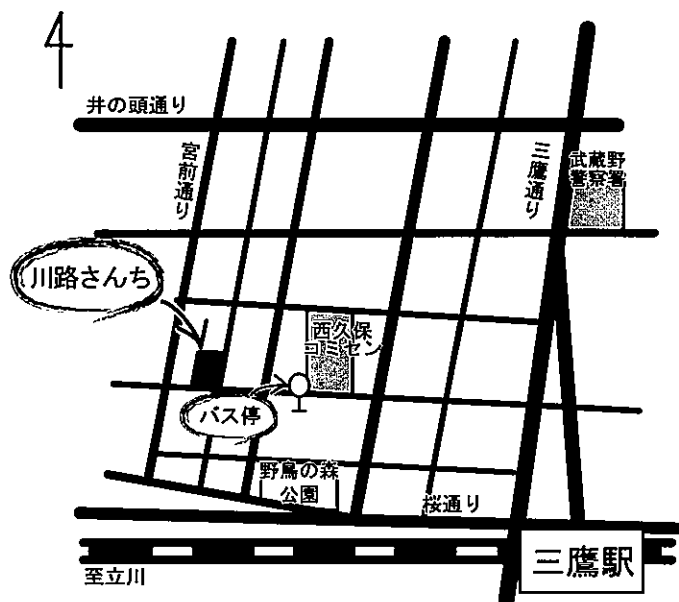 4
井の頭通り
宮前通り
三鷹通り
武蔵野
警察署
川路さんち
西久保
コミセン
バス停
野鳥の森
公園
桜通り
三鷹駅
至立川